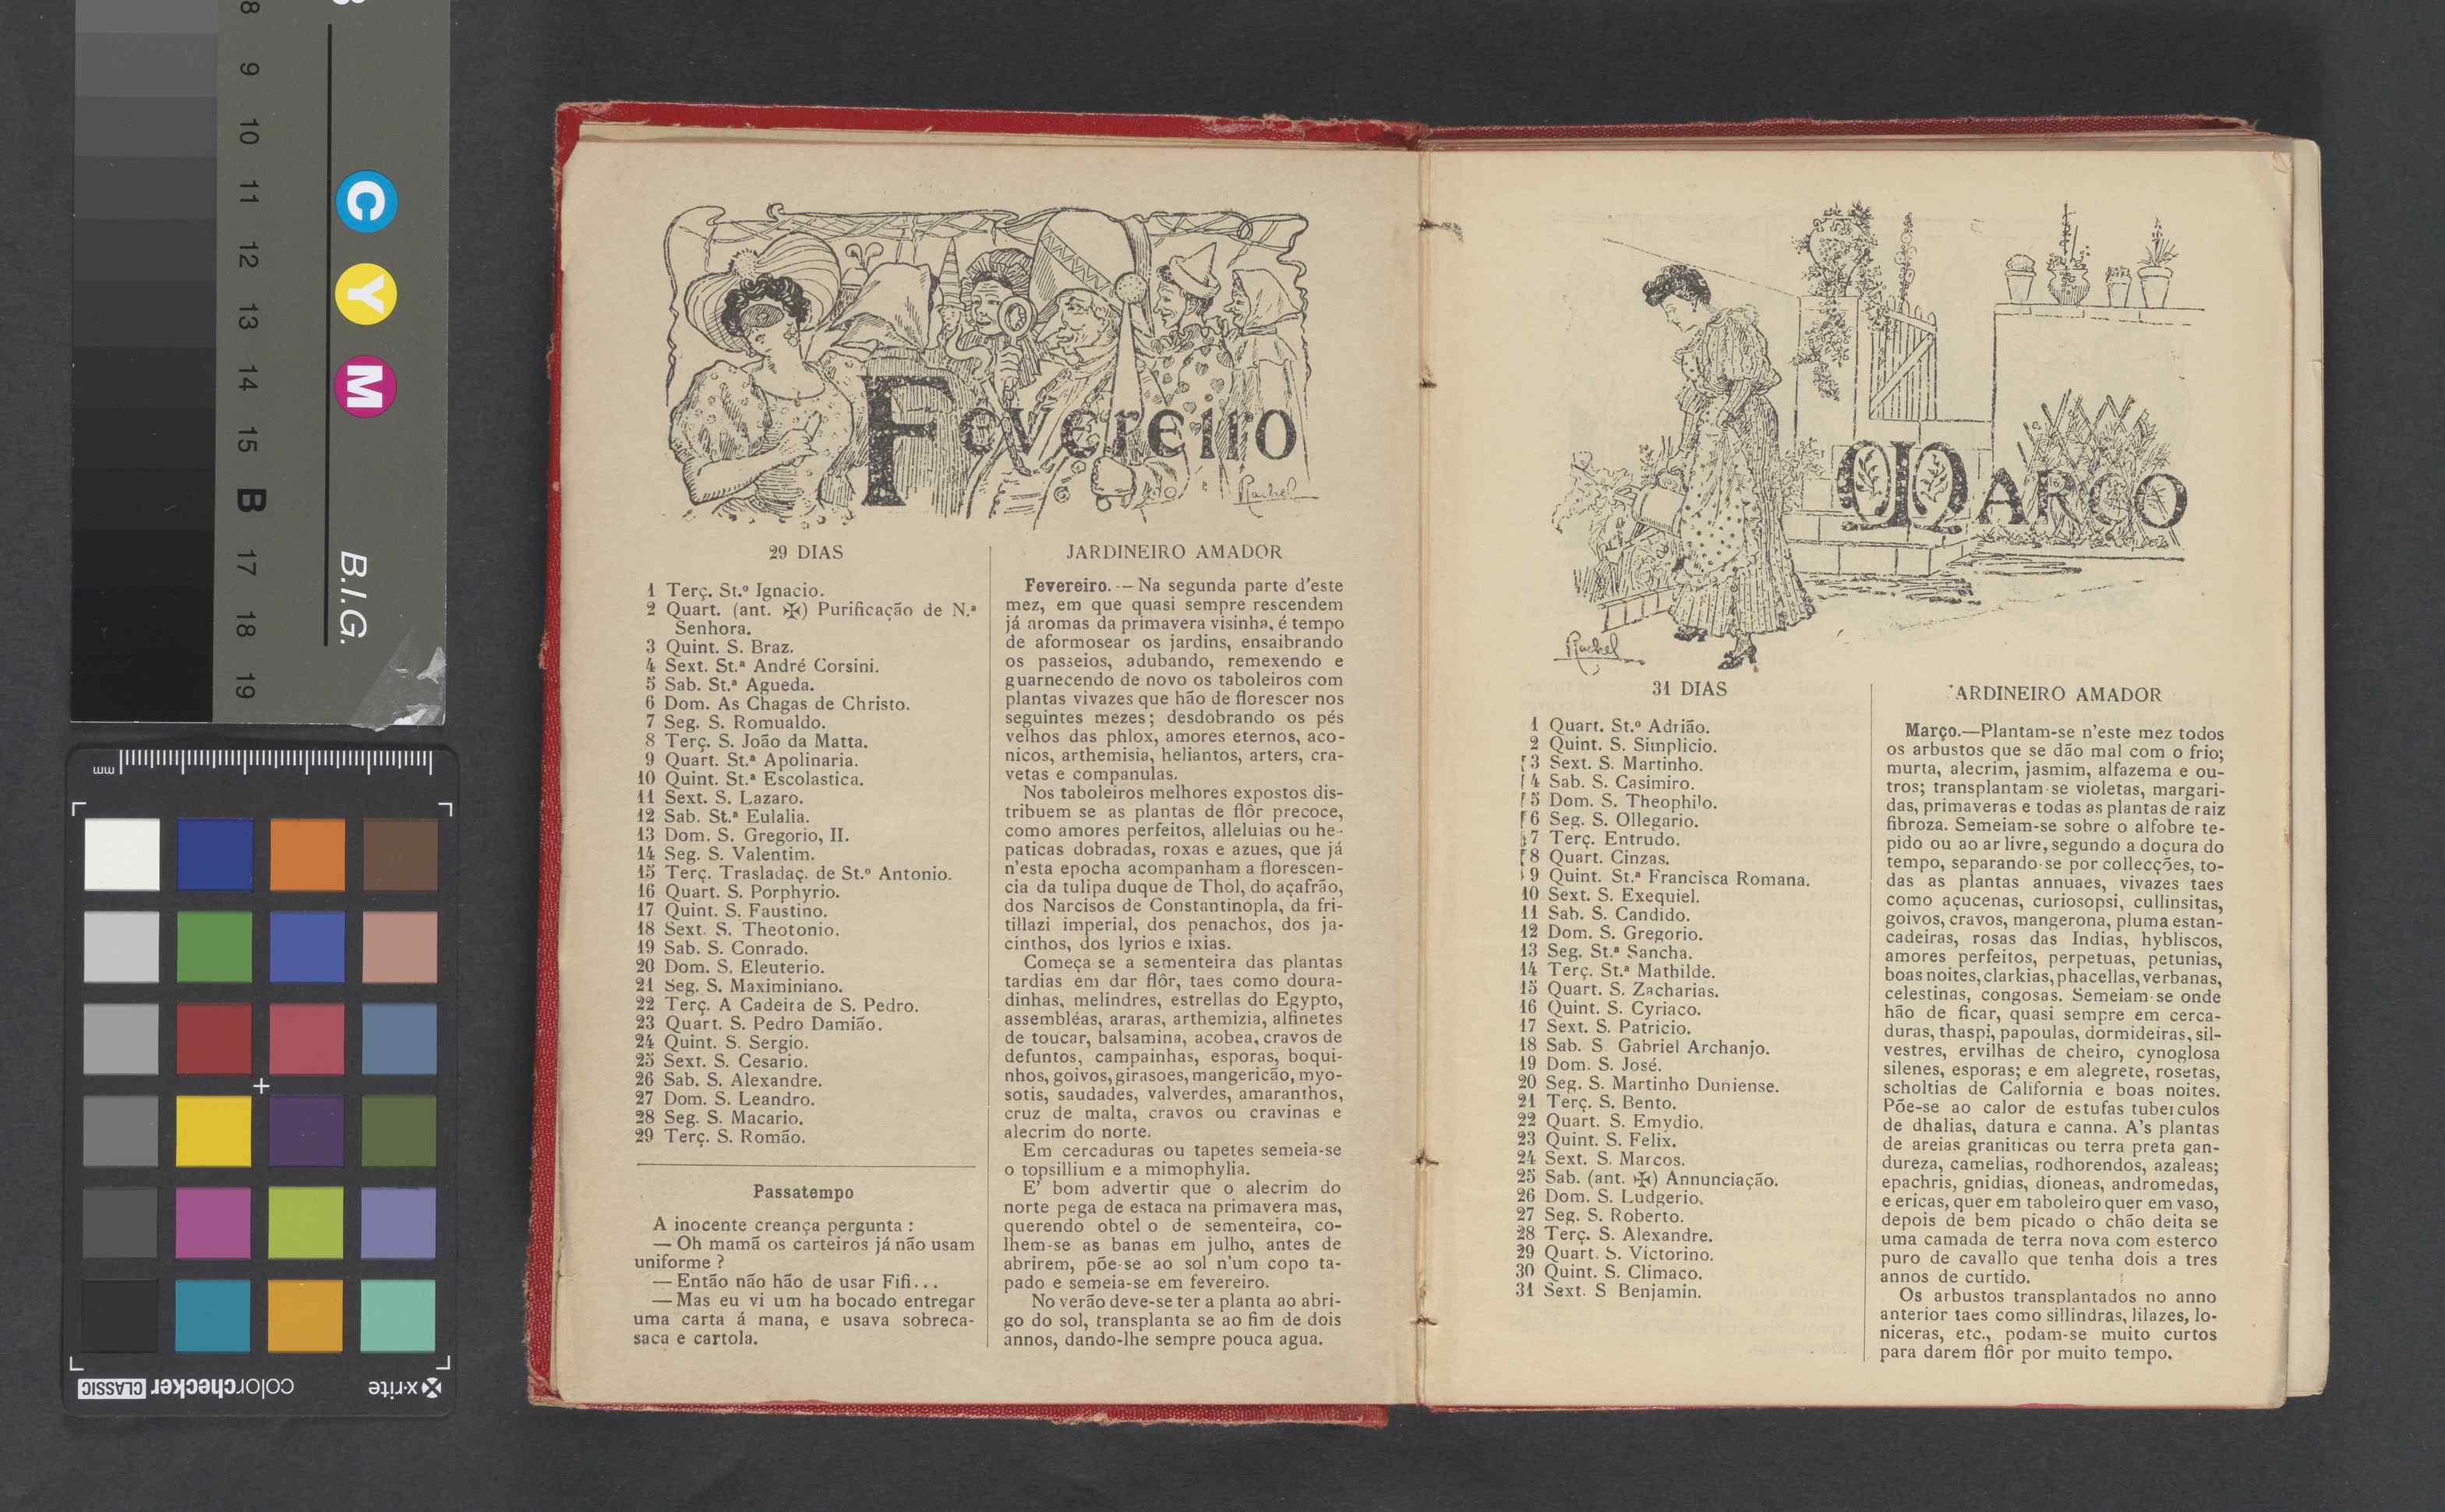 8
9
10
11
12
13
14
15
B
17
18
19
C
Y
M
B.I.G.
mm
colorchecker CLASSIC
x-rite
Fevereiro
Rachel
29 DIAS
1 Terç. St.º Ignacio.
2 Quart. (ant. ✠) Purificação de N.ª
Senhora.
3 Quint. S. Braz.
4 Sext. St.ª André Corsini.
5 Sab. St.ª Agueda.
6 Dom. As Chagas de Christo.
7 Seg. S. Romualdo.
8 Terç. S. João da Matta.
9 Quart. St.ª Apolinaria.
10 Quint. St.ª Escolastica.
11 Sext. S. Lazaro.
12 Sab. St.ª Eulalia.
13 Dom. S. Gregorio, II.
14 Seg. S. Valentim.
15 Terç. Trasladaç. de St.º Antonio.
16 Quart. S. Porphyrio.
17 Quint. S. Faustino.
18 Sext. S. Theotonio.
19 Sab. S. Conrado.
20 Dom. S. Eleuterio.
21 Seg. S. Maximiniano.
22 Terç. A Cadeira de S. Pedro.
23 Quart. S. Pedro Damião.
24 Quint. S. Sergio.
25 Sext. S. Cesario.
26 Sab. S. Alexandre.
27 Dom. S. Leandro.
28 Seg. S. Macario.
29 Terç. S. Romão.
Passatempo
A inocente creança pergunta :
— Oh mamã os carteiros já não usam
uniforme ?
— Então não hão de usar Fifi...
— Mas eu vi um ha bocado entregar
uma carta á mana, e usava sobreca-
saca e cartola.
JARDINEIRO AMADOR
Fevereiro. — Na segunda parte d'este
mez, em que quasi sempre rescendem
já aromas da primavera visinha, é tempo
de aformosear os jardins, ensaibrando
os passeios, adubando, remexendo e
guarnecendo de novo os taboleiros com
plantas vivazes que hão de florescer nos
seguintes mezes; desdobrando os pés
velhos das phlox, amores eternos, aco-
nicos, arthemisia, heliantos, arters, cra-
vetas e companulas.
Nos taboleiros melhores expostos dis-
tribuem se as plantas de flôr precoce,
como amores perfeitos, alleluias ou he-
paticas dobradas, roxas e azues, que já
n'esta epocha acompanham a florescen-
cia da tulipa duque de Thol, do açafrão,
dos Narcisos de Constantinopla, da fri-
tillazi imperial, dos penachos, dos ja-
cinthos, dos lyrios e ixias.
Começa se a sementeira das plantas
tardias em dar flôr, taes como doura-
dinhas, melindres, estrellas do Egypto,
assembléas, araras, arthemizia, alfinetes
de toucar, balsamina, acobea, cravos de
defuntos, campainhas, esporas, boqui-
nhos, goivos, girasoes, mangericão, myo-
sotis, saudades, valverdes, amaranthos,
cruz de malta, cravos ou cravinas e
alecrim do norte.
Em cercaduras ou tapetes semeia-se
o topsillium e a mimophylia.
E' bom advertir que o alecrim do
norte pega de estaca na primavera mas,
querendo obtel o de sementeira, co-
lhem-se as banas em julho, antes de
abrirem, põe-se ao sol n'um copo ta-
pado e semeia-se em fevereiro.
No verão deve-se ter a planta ao abri-
go do sol, transplanta se ao fim de dois
annos, dando-lhe sempre pouca agua.
MARÇO
Rachel
31 DIAS
1 Quart. St.º Adrião.
2 Quint. S. Simplicio.
3 Sext. S. Martinho.
4 Sab. S. Casimiro.
5 Dom. S. Theophilo.
6 Seg. S. Ollegario.
7 Terç. Entrudo.
8 Quart. Cinzas.
9 Quint. St.ª Francisca Romana.
10 Sext. S. Exequiel.
11 Sab. S. Candido.
12 Dom. S. Gregorio.
13 Seg. St.ª Sancha.
14 Terç. St.ª Mathilde.
15 Quart. S. Zacharias.
16 Quint. S. Cyriaco.
17 Sext. S. Patricio.
18 Sab. S Gabriel Archanjo.
19 Dom. S. José.
20 Seg. S. Martinho Duniense.
21 Terç. S. Bento.
22 Quart. S. Emydio.
23 Quint. S. Felix.
24 Sext. S. Marcos.
25 Sab. (ant. ✠) Annunciação.
26 Dom. S. Ludgerio.
27 Seg. S. Roberto.
28 Terç. S. Alexandre.
29 Quart. S. Victorino.
30 Quint. S. Climaco.
31 Sext. S Benjamin.
ARDINEIRO AMADOR
Março.—Plantam-se n'este mez todos
os arbustos que se dão mal com o frio;
murta, alecrim, jasmim, alfazema e ou-
tros; transplantam-se violetas, margari-
das, primaveras e todas as plantas de raiz
fibroza. Semeiam-se sobre o alfobre te-
pido ou ao ar livre, segundo a doçura do
tempo, separando-se por collecções, to-
das as plantas annuaes, vivazes taes
como açucenas, curiosopsi, cullinsitas,
goivos, cravos, mangerona, pluma estan-
cadeiras, rosas das Indias, hybliscos,
amores perfeitos, perpetuas, petunias,
boas noites, clarkias, phacellas, verbanas,
celestinas, congosas. Semeiam-se onde
hão de ficar, quasi sempre em cerca-
duras, thaspi, papoulas, dormideiras, sil-
vestres, ervilhas de cheiro, cynoglosa
silenes, esporas; e em alegrete, rosetas,
scholtias de California e boas noites.
Põe-se ao calor de estufas tuberculos
de dhalias, datura e canna. A's plantas
de areias graniticas ou terra preta gan-
dureza, camelias, rodhorendos, azaleas;
epachris, gnidias, dioneas, andromedas,
e ericas, quer em taboleiro quer em vaso,
depois de bem picado o chão deita se
uma camada de terra nova com esterco
puro de cavallo que tenha dois a tres
annos de curtido.
Os arbustos transplantados no anno
anterior taes como sillindras, lilazes, lo-
niceras, etc., podam-se muito curtos
para darem flôr por muito tempo.